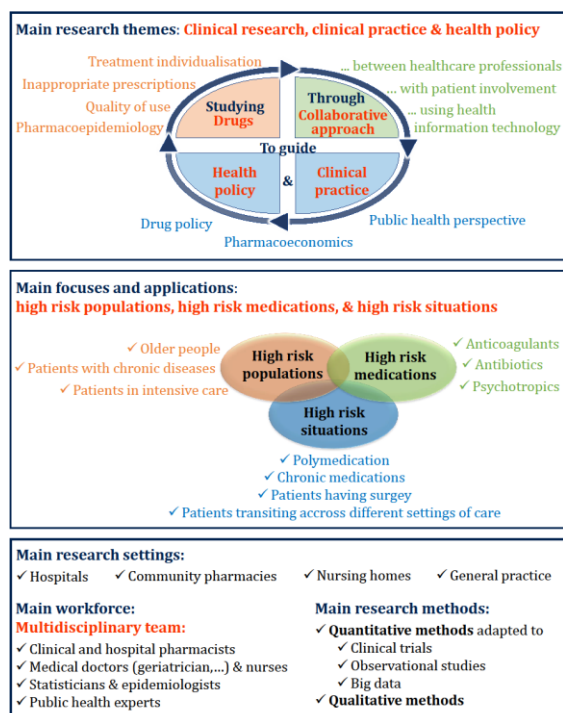 Main research themes: Clinical research, clinical practice & health policy
Treatment individualisation
Inappropriate prescriptions
Quality of use
Pharmacoepidemiology
... between healthcare professionals
... with patient involvement
... using health
information technology
Studying
Drugs
Through
Collaborative
approach
To guide
Health
policy
&
Clinical
practice
Drug policy
Pharmacoeconomics
Public health perspective
Main focuses and applications:
high risk populations, high risk medications, & high risk situations
✓ Older people
✓ Patients with chronic diseases
✓ Patients in intensive care
High risk
populations
High risk
medications
High risk
situations
✓ Anticoagulants
✓ Antibiotics
✓ Psychotropics
✓ Polymedication
✓ Chronic medications
✓ Patients having surgey
✓ Patients transiting accross different settings of care
Main research settings:
✓ Hospitals ✓ Community pharmacies ✓ Nursing homes ✓ General practice
Main workforce:
Multidisciplinary team:
✓ Clinical and hospital pharmacists
✓ Medical doctors (geriatrician,...) & nurses
✓ Statisticians & epidemiologists
✓ Public health experts
Main research methods:
✓ Quantitative methods adapted to
✓ Clinical trials
✓ Observational studies
✓ Big data
✓ Qualitative methods